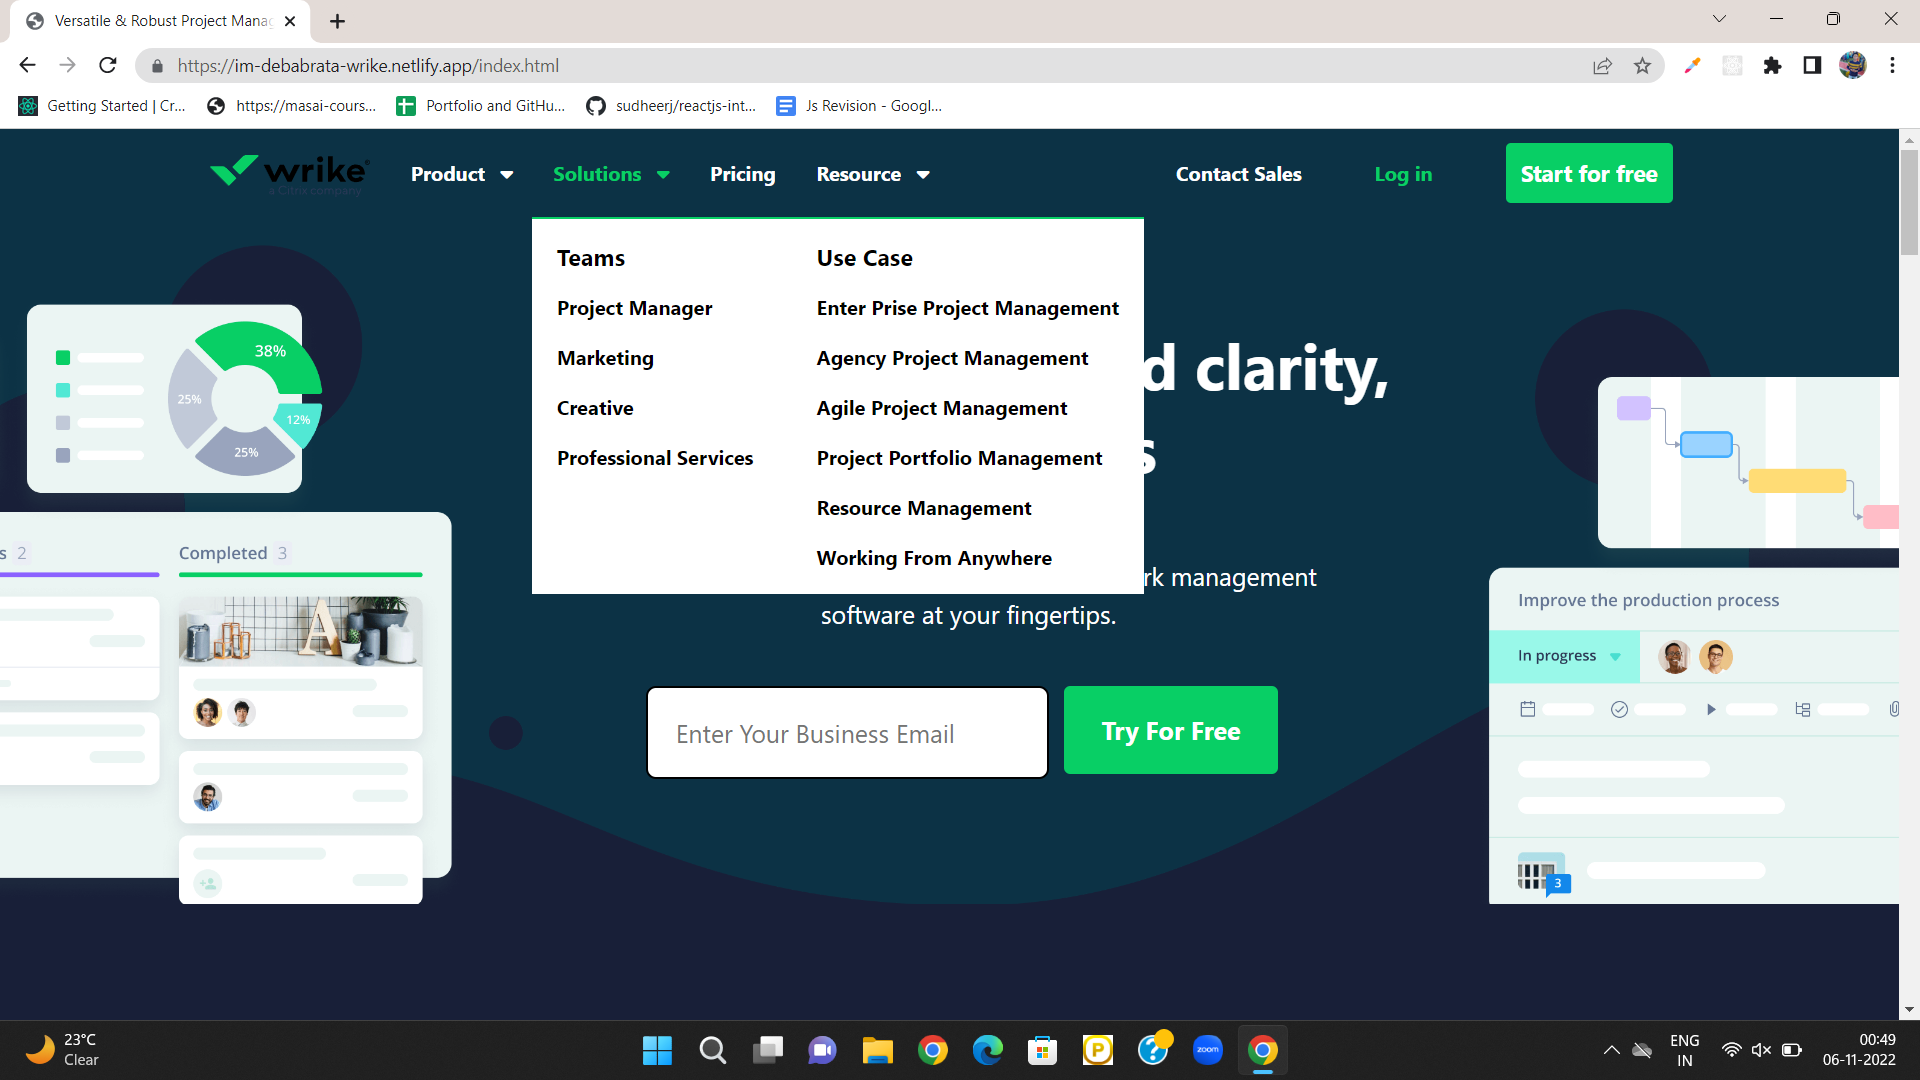 Versatile & Robust Project Manag
https://im-debabrata-wrike.netlify.app/index.html
Getting Started | Cr...
https://masai-cours...
Portfolio and GitHu...
sudheerj/reactjs-int...
Js Revision - Googl...
wrike
a Citrix company
Product
Solutions
Pricing
Resource
Contact Sales
Log in
Start for free
Teams
Project Manager
Marketing
Creative
Professional Services
Use Case
Enter Prise Project Management
Agency Project Management
Agile Project Management
Project Portfolio Management
Resource Management
Working From Anywhere
d clarity,
s
rk management
software at your fingertips.
Enter Your Business Email
Try For Free
38%
25%
12%
25%
s 2
Completed 3
A
Improve the production process
In progress
3
23°C
Clear
P
?
zoom
ENG
IN
00:49
06-11-2022